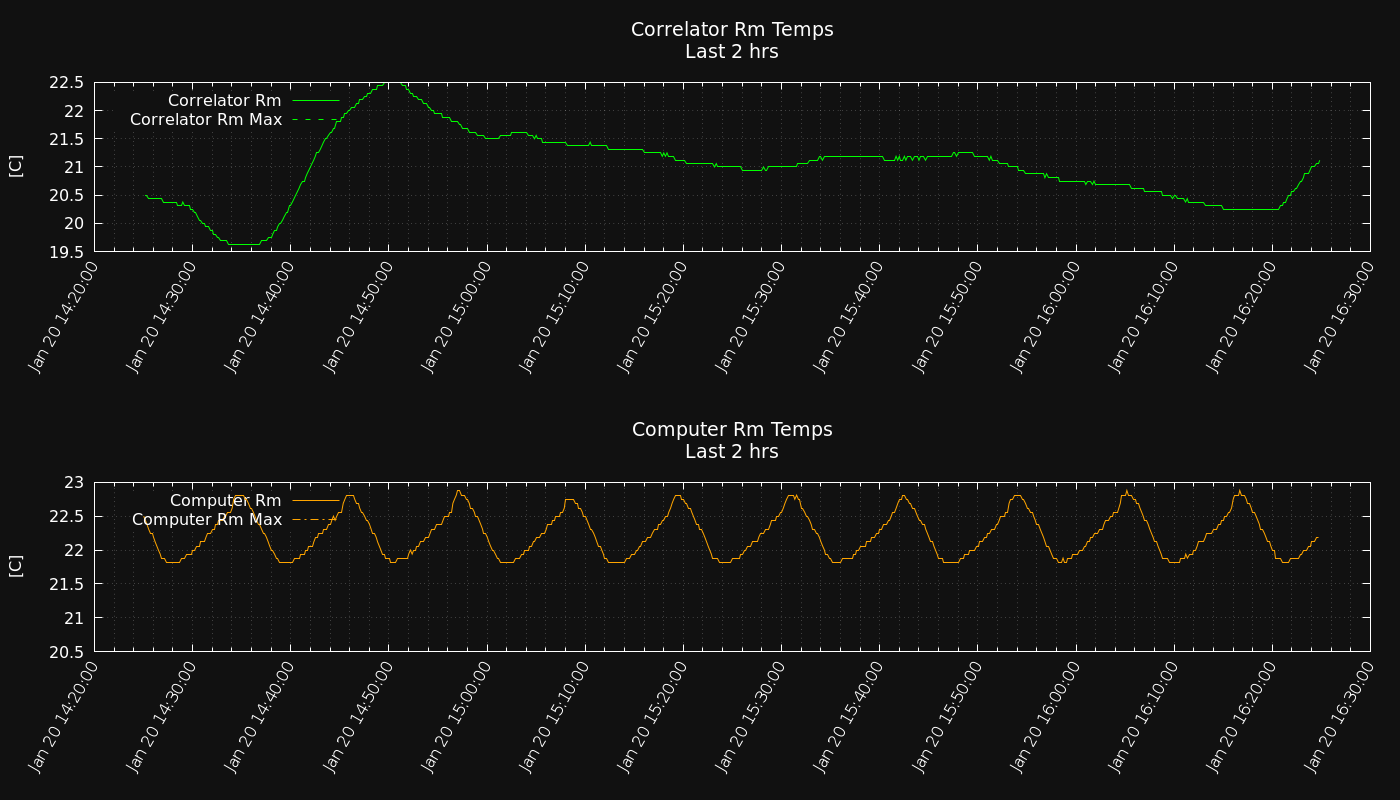 Correlator Rm Temps
Last 2 hrs
22.5
22
21.5
21
20.5
20
19.5
[C]
Correlator Rm
Correlator Rm Max
Jan 20 14:20:00
Jan 20 14:30:00
Jan 20 14:40:00
Jan 20 14:50:00
Jan 20 15:00:00
Jan 20 15:10:00
Jan 20 15:20:00
Jan 20 15:30:00
Jan 20 15:40:00
Jan 20 15:50:00
Jan 20 16:00:00
Jan 20 16:10:00
Jan 20 16:20:00
Jan 20 16:30:00
Computer Rm Temps
Last 2 hrs
23
22.5
22
21.5
21
20.5
[C]
Computer Rm
Computer Rm Max
Jan 20 14:20:00
Jan 20 14:30:00
Jan 20 14:40:00
Jan 20 14:50:00
Jan 20 15:00:00
Jan 20 15:10:00
Jan 20 15:20:00
Jan 20 15:30:00
Jan 20 15:40:00
Jan 20 15:50:00
Jan 20 16:00:00
Jan 20 16:10:00
Jan 20 16:20:00
Jan 20 16:30:00